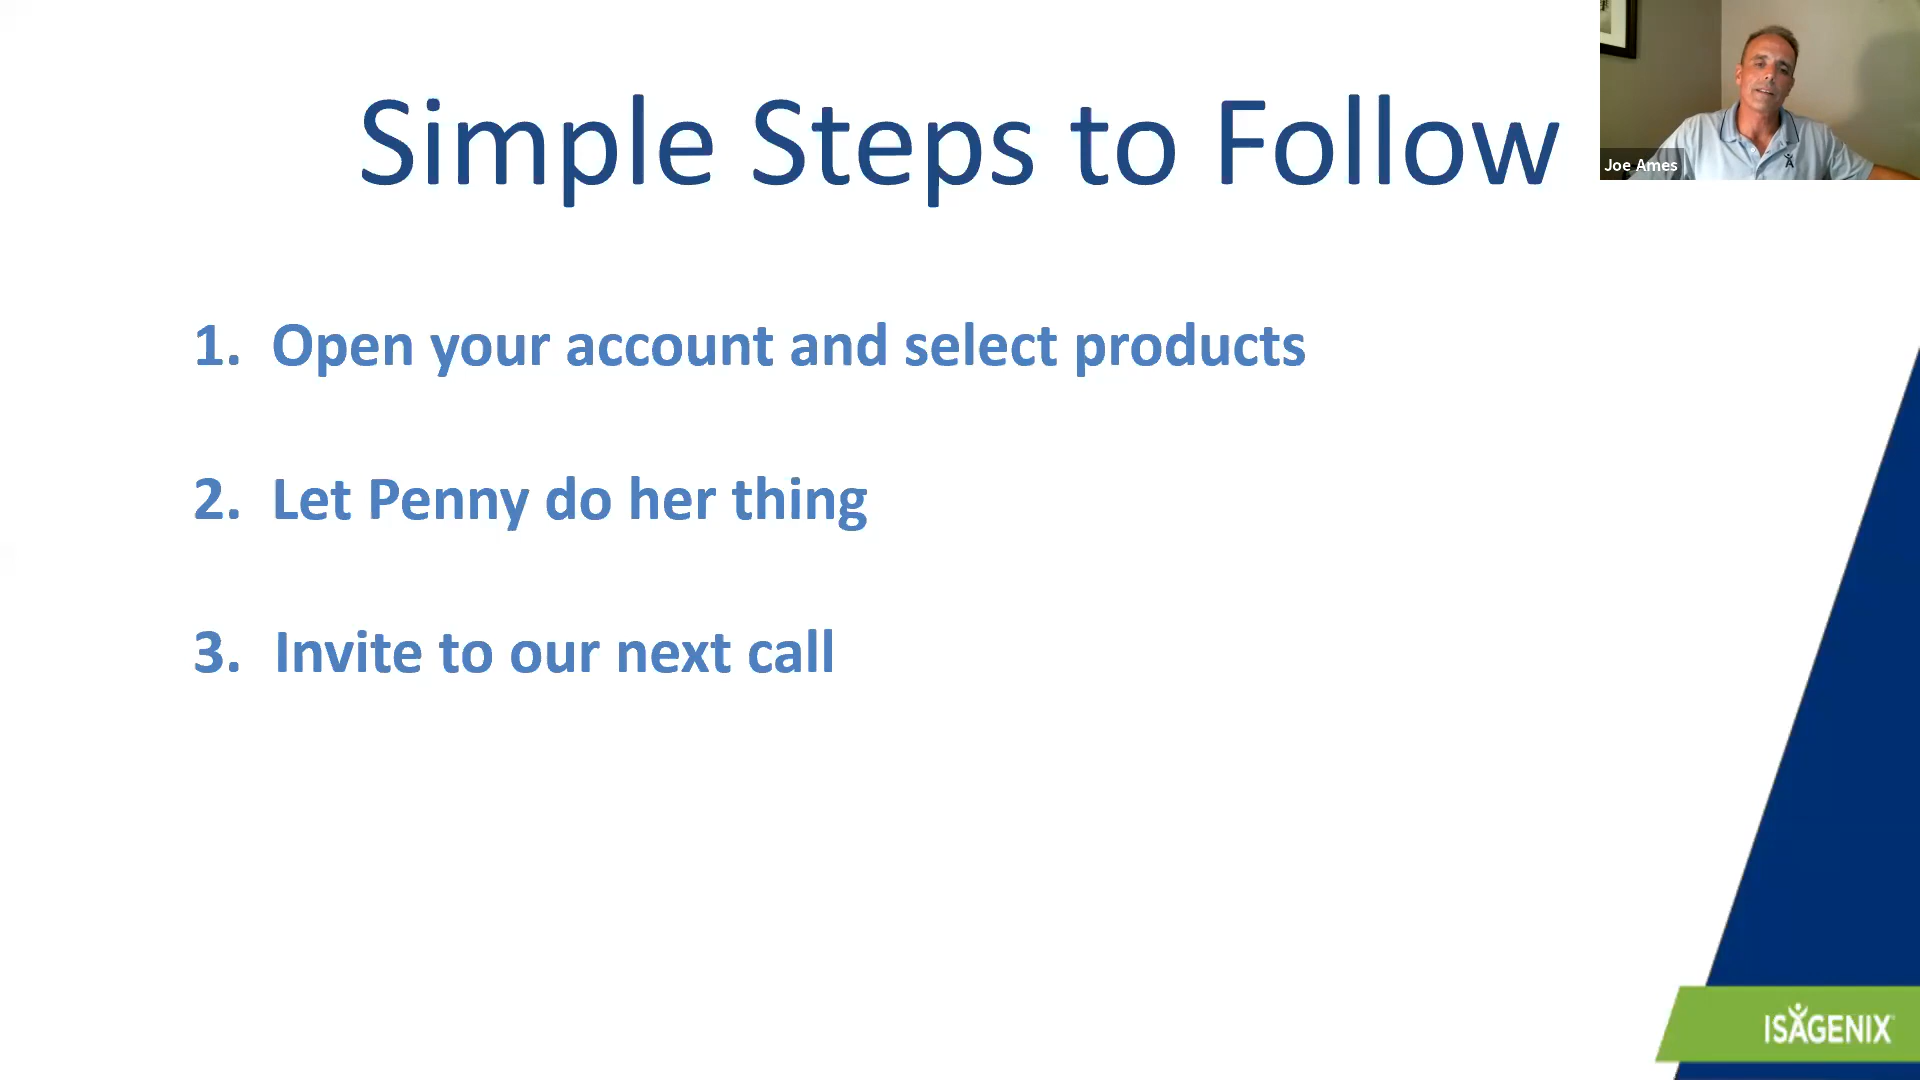 Simple Steps to Follow
Joe Ames
1. Open your account and select products
2. Let Penny do her thing
3. Invite to our next call
ISAGENIX